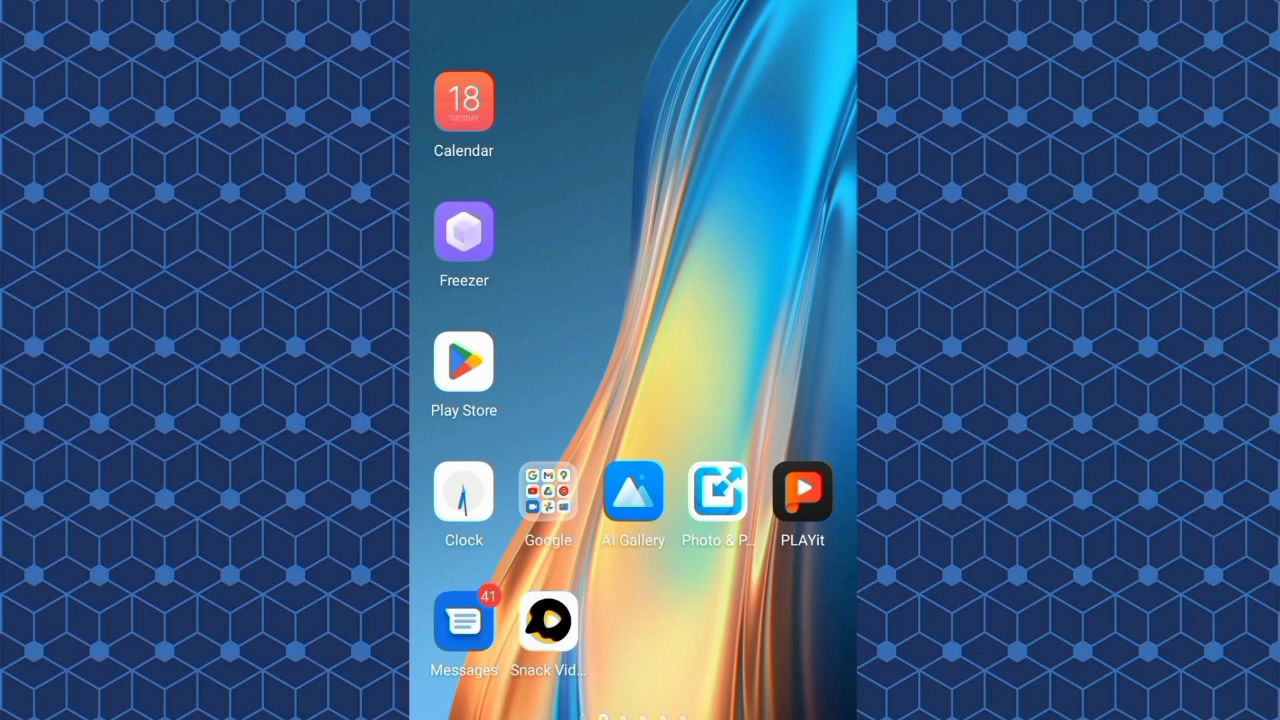 18
TUESDAY
Calendar
Freezer
Play Store
Clock
Google
AI Gallery
Photo & P...
PLAYit
41
Messages
Snack Vid...